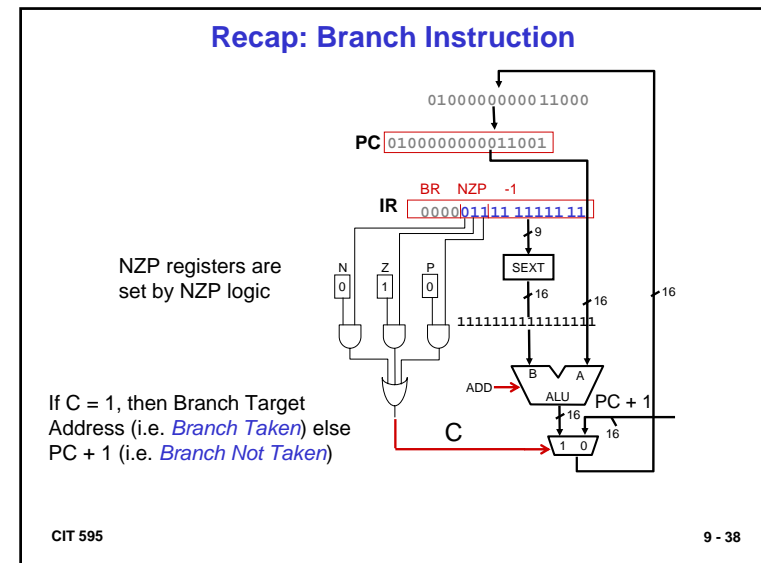 Recap: Branch Instruction
0100000000011000
PC 0100000000011001
BR NZP -1
IR 0000011111111111
9
NZP registers are
set by NZP logic
N Z P
0 1 0
SEXT
16 16 16
1111111111111111
B A
ADD ALU PC + 1
If C = 1, then Branch Target
Address (i.e. Branch Taken) else
PC + 1 (i.e. Branch Not Taken)
C
16 16
1 0
CIT 595
9 - 38